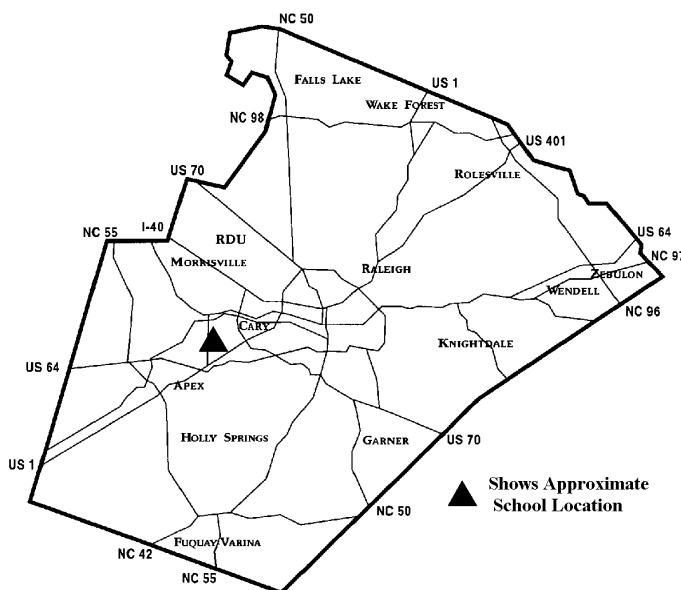 NC 50
FALLS LAKE
US 1
WAKE FOREST
NC 98
US 401
US 70
ROLESVILLE
I-40
NC 55
RDU
US 64
MORRISVILLE
RALEIGH
NC 97
ZEBULON
WENDELL
NC 96
CARY
KNIGHTDALE
US 64
APEX
HOLLY SPRINGS
GARNER
US 70
US 1
Shows Approximate
School Location
NC 50
FUQUAY-VARINA
NC 42
NC 55